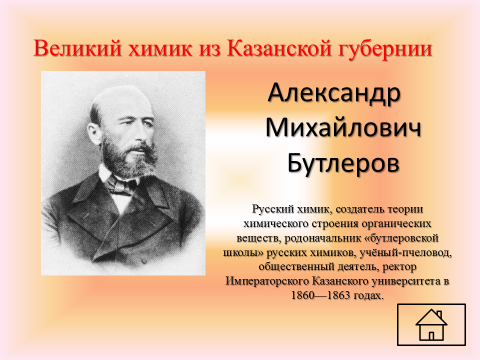 Великий химик из Казанской губернии
Александр
Михайлович
Бутлеров
Русский химик, создатель теории
химического строения органических
веществ, родоначальник «бутлеровской
школы» русских химиков, учёный-пчеловод,
общественный деятель, ректор
Императорского Казанского университета в
1860—1863 годах.